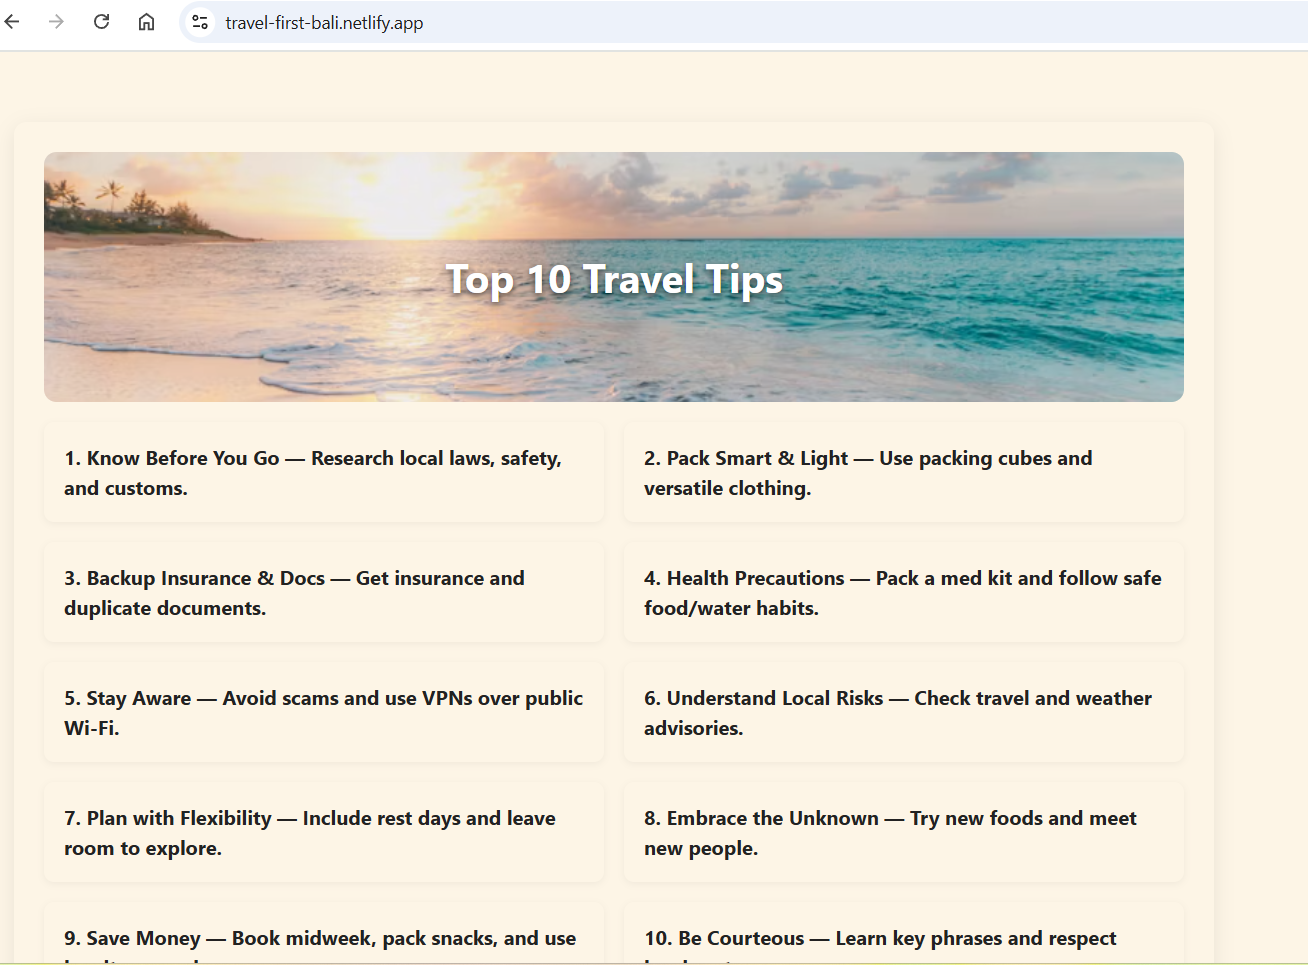 travel-first-bali.netlify.app
Top 10 Travel Tips
1. Know Before You Go — Research local laws, safety,
and customs.
2. Pack Smart & Light — Use packing cubes and
versatile clothing.
3. Backup Insurance & Docs — Get insurance and
duplicate documents.
4. Health Precautions — Pack a med kit and follow safe
food/water habits.
5. Stay Aware — Avoid scams and use VPNs over public
Wi-Fi.
6. Understand Local Risks — Check travel and weather
advisories.
7. Plan with Flexibility — Include rest days and leave
room to explore.
8. Embrace the Unknown — Try new foods and meet
new people.
9. Save Money — Book midweek, pack snacks, and use
10. Be Courteous — Learn key phrases and respect